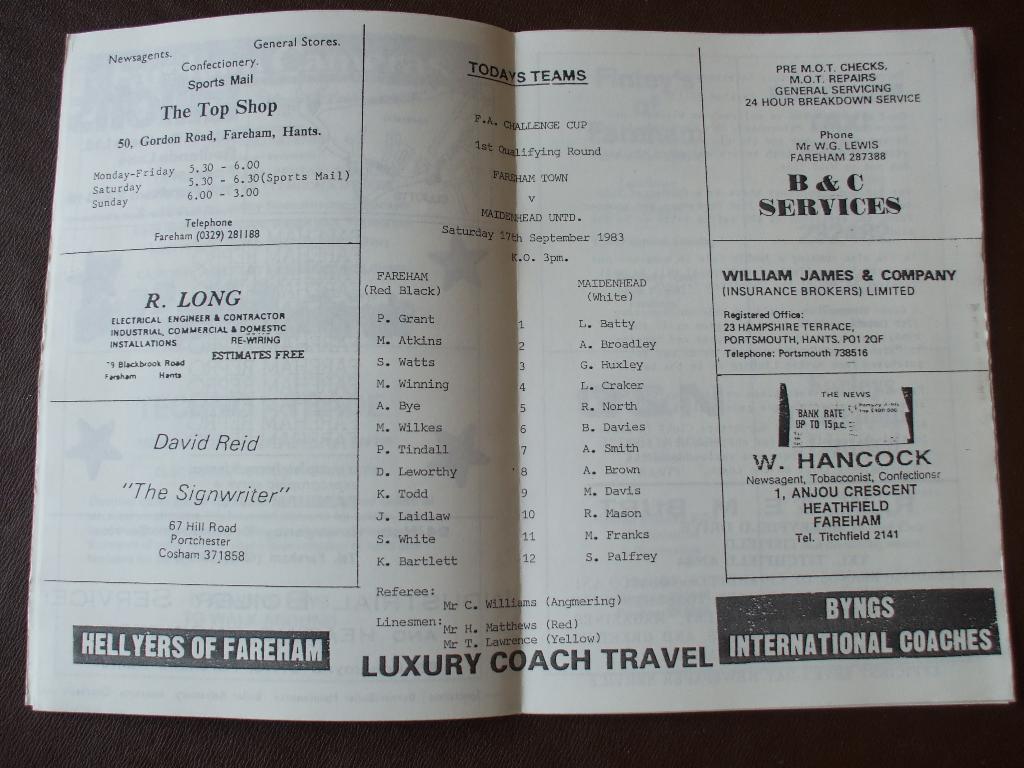 Newsagents. General Stores.
Confectionery.
Sports Mail
The Top Shop
50, Gordon Road, Fareham, Hants.
Monday-Friday 5.30 - 6.00
Saturday 5.30 - 6.30(Sports Mail)
Sunday 6.00 - 3.00
Telephone
Fareham (0329) 281188
R. LONG
ELECTRICAL ENGINEER & CONTRACTOR
INDUSTRIAL, COMMERCIAL & DOMESTIC
INSTALLATIONS RE-WIRING
ESTIMATES FREE
Blackbrook Road
Fareham Hants
David Reid
"The Signwriter"
67 Hill Road
Portchester
Cosham 371858
HELLYERS OF FAREHAM
TODAYS TEAMS
F.A. CHALLENGE CUP
1st Qualifying Round
FAREHAM TOWN
v
MAIDENHEAD UNTD.
Saturday 17th September 1983
K.O. 3pm.
FAREHAM MAIDENHEAD
(Red Black) (White)
P. Grant 1 L. Batty
M. Atkins 2 A. Broadley
S. Watts 3 G. Huxley
M. Winning 4 L. Craker
A. Bye 5 R. North
M. Wilkes 6 B. Davies
P. Tindall 7 A. Smith
D. Leworthy 8 A. Brown
K. Todd 9 M. Davis
J. Laidlaw 10 R. Mason
S. White 11 M. Franks
K. Bartlett 12 S. Palfrey
Referee:
Mr C. Williams (Angmering)
Linesmen:
Mr H. Matthews (Red)
Mr T. Lawrence (Yellow)
LUXURY COACH TRAVEL
PRE M.O.T. CHECKS,
M.O.T. REPAIRS
GENERAL SERVICING
24 HOUR BREAKDOWN SERVICE
Phone
Mr W.G. LEWIS
FAREHAM 287388
B & C
SERVICES
WILLIAM JAMES & COMPANY
(INSURANCE BROKERS) LIMITED
Registered Office:
23 HAMPSHIRE TERRACE,
PORTSMOUTH, HANTS. PO1 2QF
Telephone: Portsmouth 738516
THE NEWS
BANK RATE
UP TO 15p.c.
W. HANCOCK
Newsagent, Tobacconist, Confectioner
1, ANJOU CRESCENT
HEATHFIELD
FAREHAM
Tel. Titchfield 2141
BYNGS
INTERNATIONAL COACHES